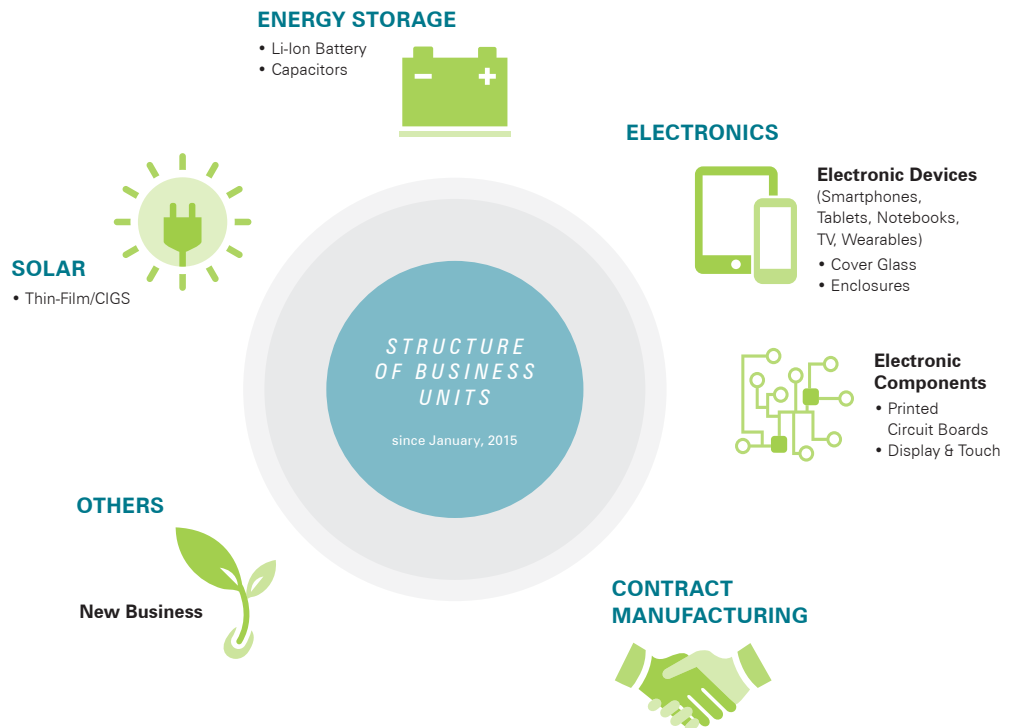 ENERGY STORAGE
• Li-Ion Battery
• Capacitors
ELECTRONICS
Electronic Devices
(Smartphones,
Tablets, Notebooks,
TV, Wearables)
• Cover Glass
• Enclosures
Electronic
Components
• Printed
Circuit Boards
• Display & Touch
CONTRACT
MANUFACTURING
OTHERS
New Business
SOLAR
• Thin-Film/CIGS
STRUCTURE
OF BUSINESS
UNITS
since January, 2015